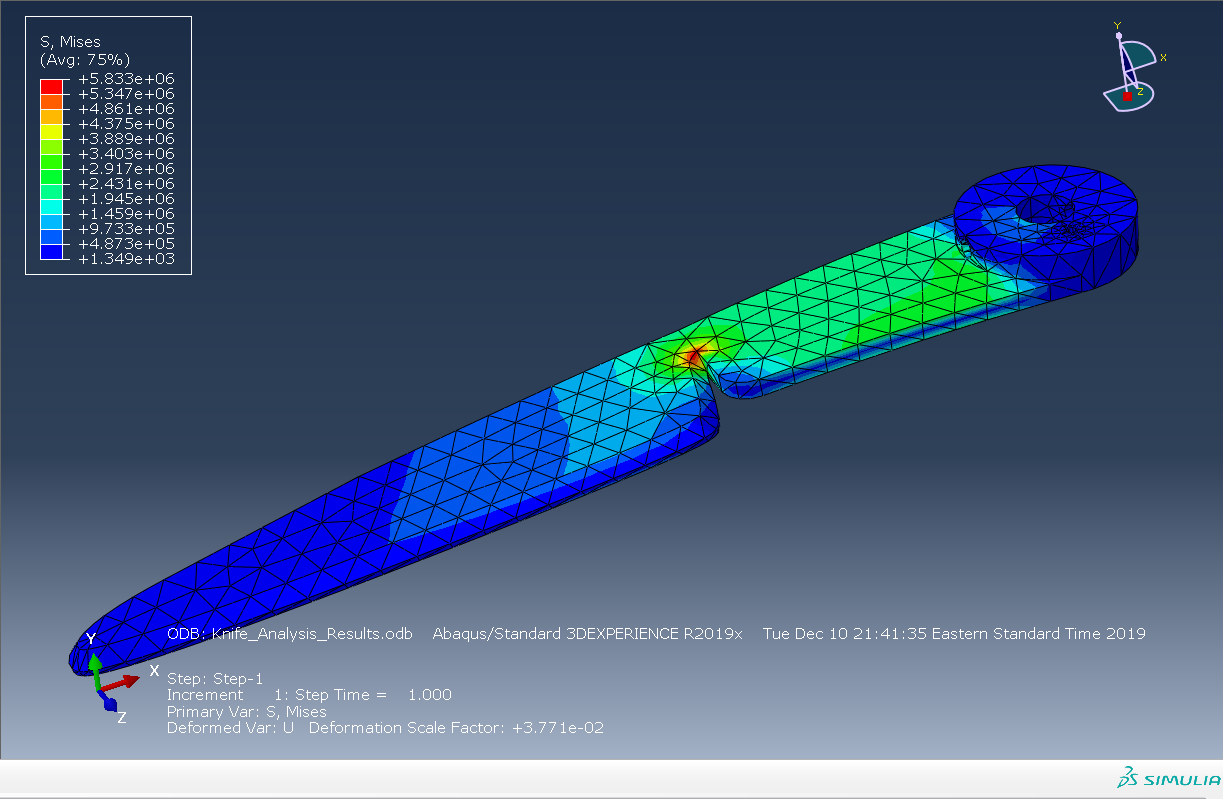 S, Mises
(Avg: 75%)
+5.833e+06
+5.347e+06
+4.861e+06
+4.375e+06
+3.889e+06
+3.403e+06
+2.917e+06
+2.431e+06
+1.945e+06
+1.459e+06
+9.733e+05
+4.873e+05
+1.349e+03
Y
X
Z
Y
X
Z
ODB: Knife_Analysis_Results.odb Abaqus/Standard 3DEXPERIENCE R2019x Tue Dec 10 21:41:35 Eastern Standard Time 2019
Step: Step-1
Increment 1: Step Time = 1.000
Primary Var: S, Mises
Deformed Var: U Deformation Scale Factor: +3.771e-02
SIMULIA